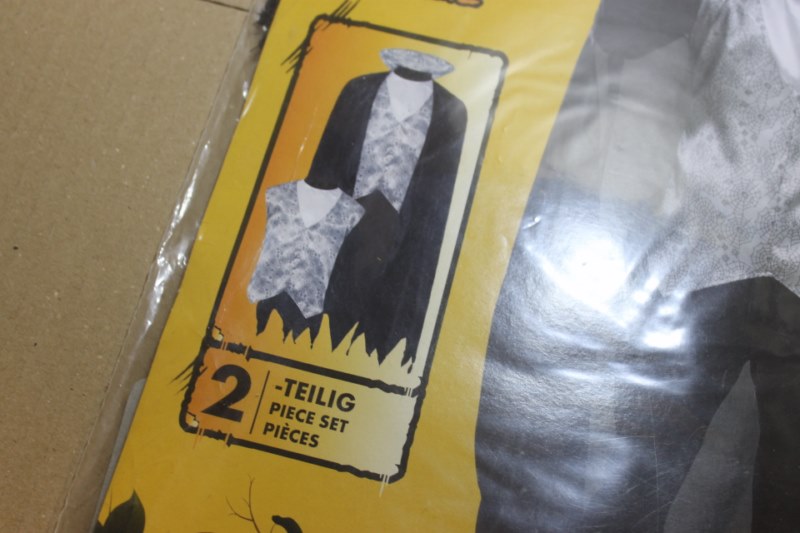 2
-TEILIG
PIECE SET
PIÈCES